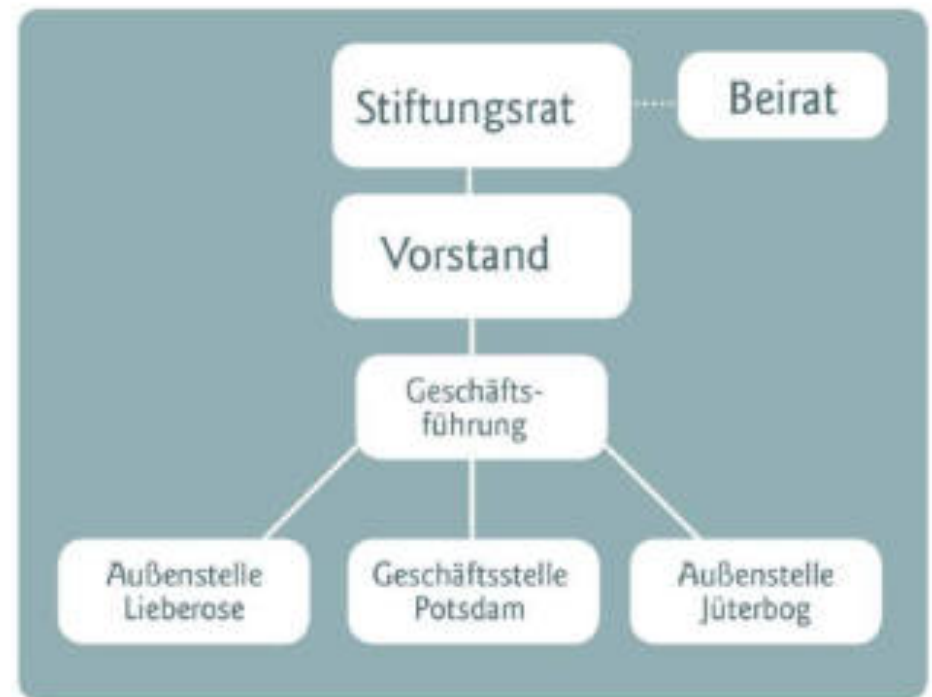 Stiftungsrat
Beirat
Vorstand
Geschäfts-
führung
Außenstelle
Lieberose
Geschäftsstelle
Potsdam
Außenstelle
Jüterbog